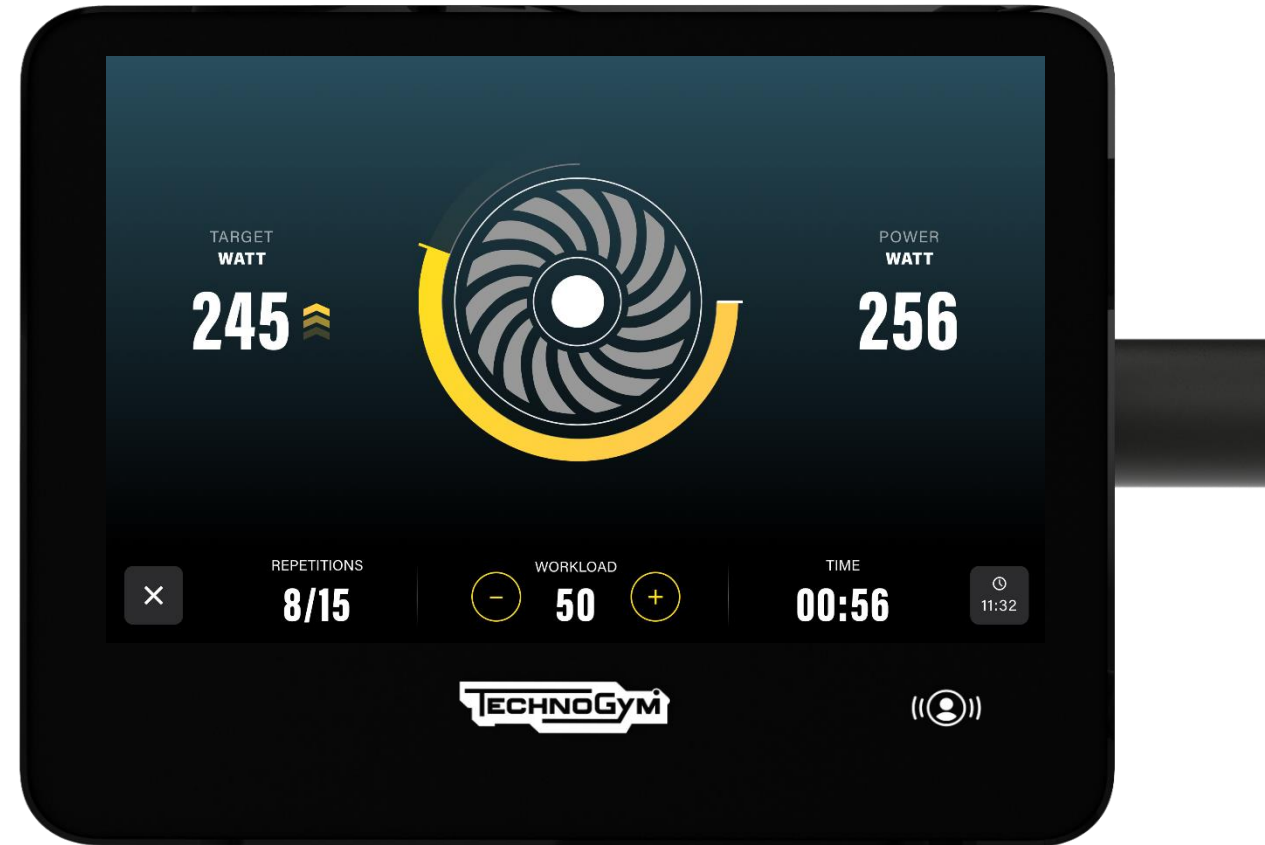 TARGET
WATT
245
POWER
WATT
256
REPETITIONS
8/15
WORKLOAD
− 50 +
TIME
00:56
11:32
TECHNOGYM